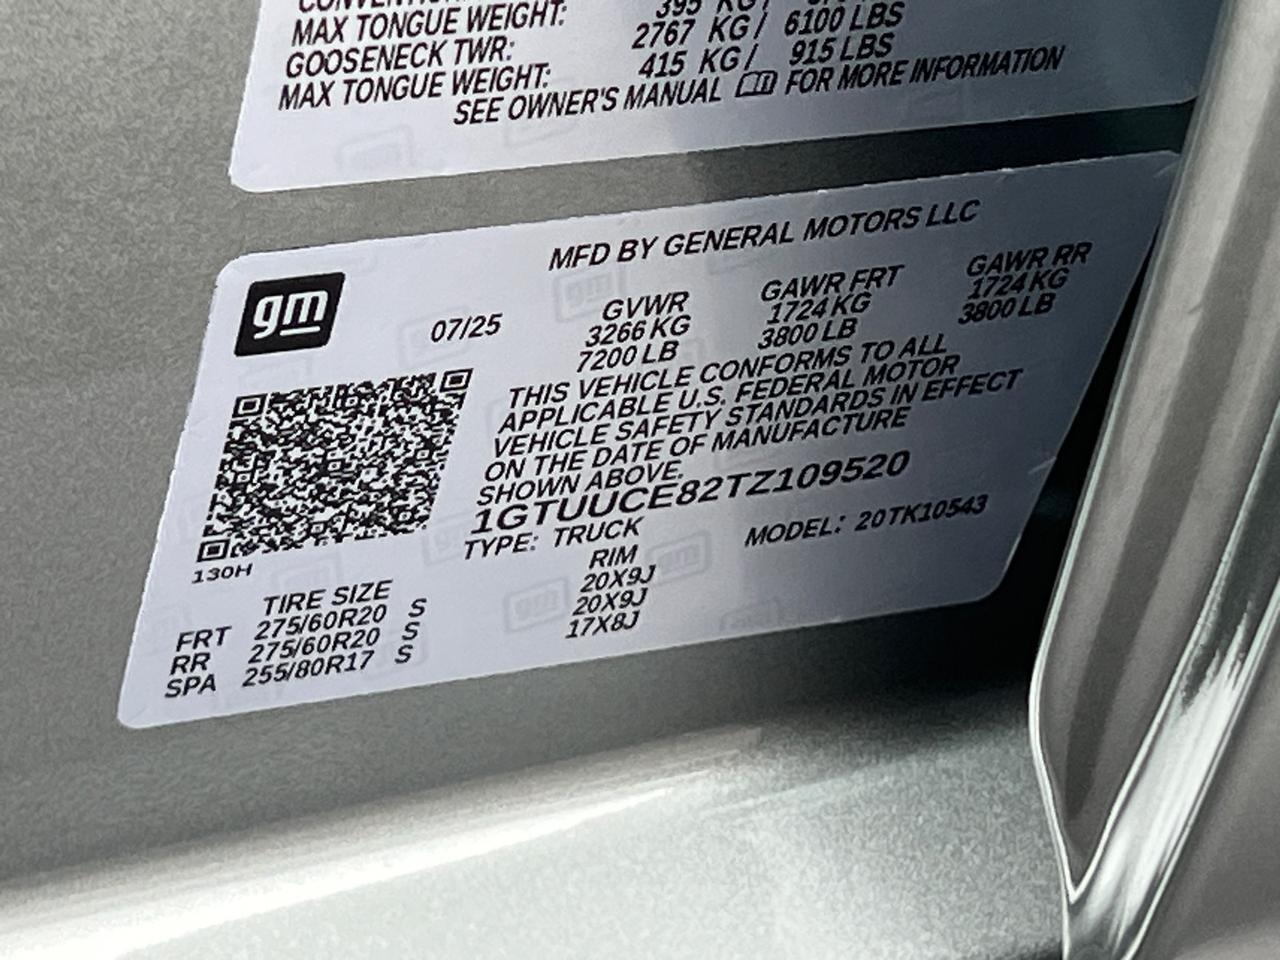 MAX TONGUE WEIGHT: 395 KG/
GOOSENECK TWR: 2767 KG/ 6100 LBS
MAX TONGUE WEIGHT: 415 KG/ 915 LBS
SEE OWNER'S MANUAL FOR MORE INFORMATION
MFD BY GENERAL MOTORS LLC
gm
07/25
GVWR GAWR FRT GAWR RR
3266 KG 1724 KG 1724 KG
7200 LB 3800 LB 3800 LB
THIS VEHICLE CONFORMS TO ALL
APPLICABLE U.S. FEDERAL MOTOR
VEHICLE SAFETY STANDARDS IN EFFECT
ON THE DATE OF MANUFACTURE
SHOWN ABOVE.
1GTUUCE82TZ109520
TYPE: TRUCK MODEL: 20TK10543
130H
TIRE SIZE RIM
FRT 275/60R20 S 20X9J
RR 275/60R20 S 20X9J
SPA 255/80R17 S 17X8J